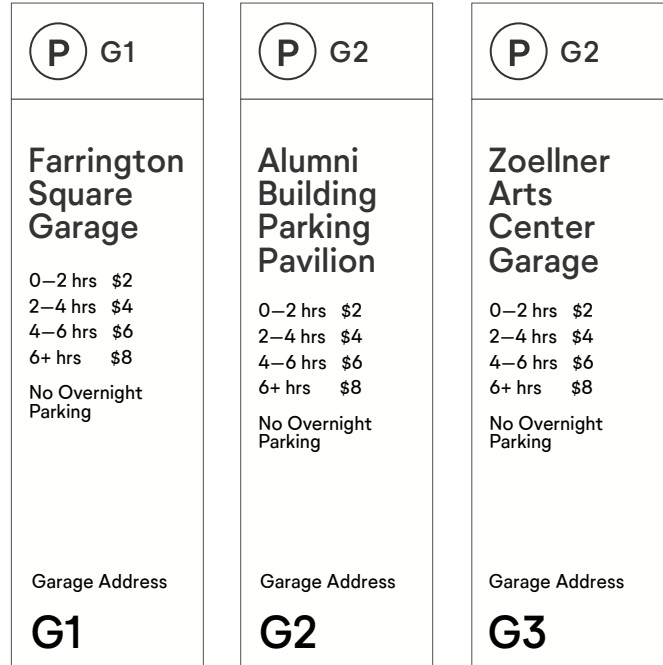 P G1
Farrington
Square
Garage
0—2 hrs $2
2—4 hrs $4
4—6 hrs $6
6+ hrs $8
No Overnight
Parking
Garage Address
G1
P G2
Alumni
Building
Parking
Pavilion
0—2 hrs $2
2—4 hrs $4
4—6 hrs $6
6+ hrs $8
No Overnight
Parking
Garage Address
G2
P G2
Zoellner
Arts
Center
Garage
0—2 hrs $2
2—4 hrs $4
4—6 hrs $6
6+ hrs $8
No Overnight
Parking
Garage Address
G3